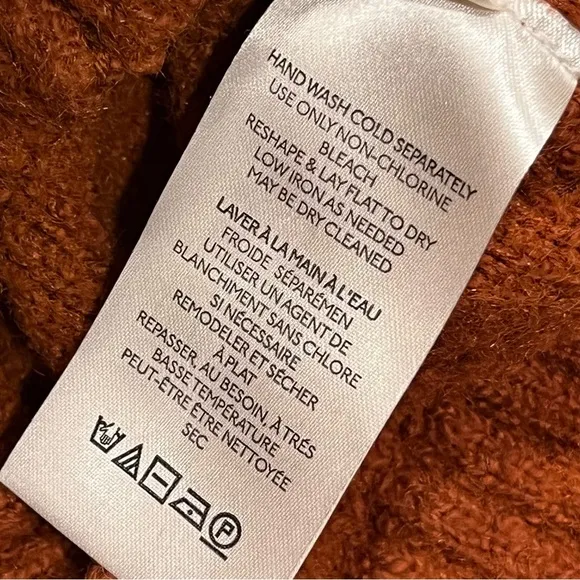 HAND WASH COLD SEPARATELY
USE ONLY NON-CHLORINE
BLEACH
RESHAPE & LAY FLAT TO DRY
LOW IRON AS NEEDED
MAY BE DRY CLEANED
LAVER À LA MAIN À L'EAU
FROIDE SÉPARÉMEN
UTILISER UN AGENT DE
BLANCHIMENT SANS CHLORE
SI NÉCESSAIRE
REMODELER ET SÉCHER
À PLAT
REPASSER, AU BESOIN, À TRÉS
BASSE TEMPÉRATURE
PEUT-ÊTRE ÊTRE NETTOYÉE
SEC
P